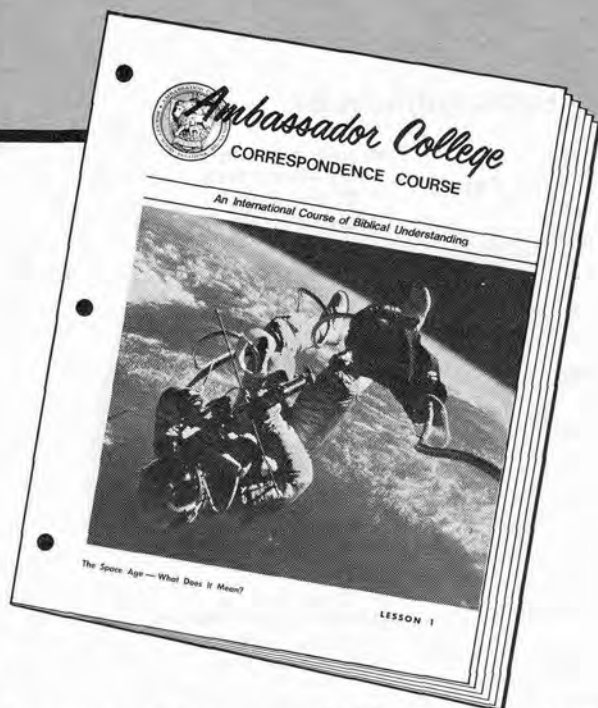 Ambassador College
CORRESPONDENCE COURSE
An International Course of Biblical Understanding
The Space Age — What Does It Mean?
LESSON 1